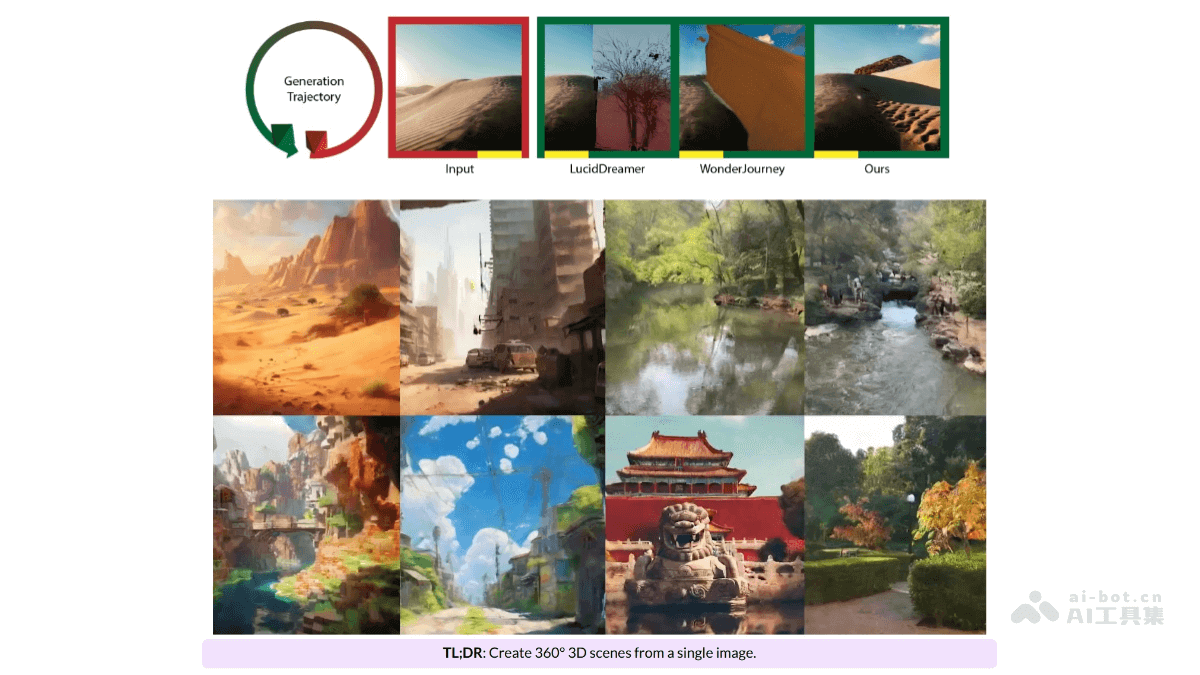 Generation
Trajectory
Input
LucidDreamer
WonderJourney
Ours
TL;DR: Create 360° 3D scenes from a single image.
ai-bot.cn
AI工具集